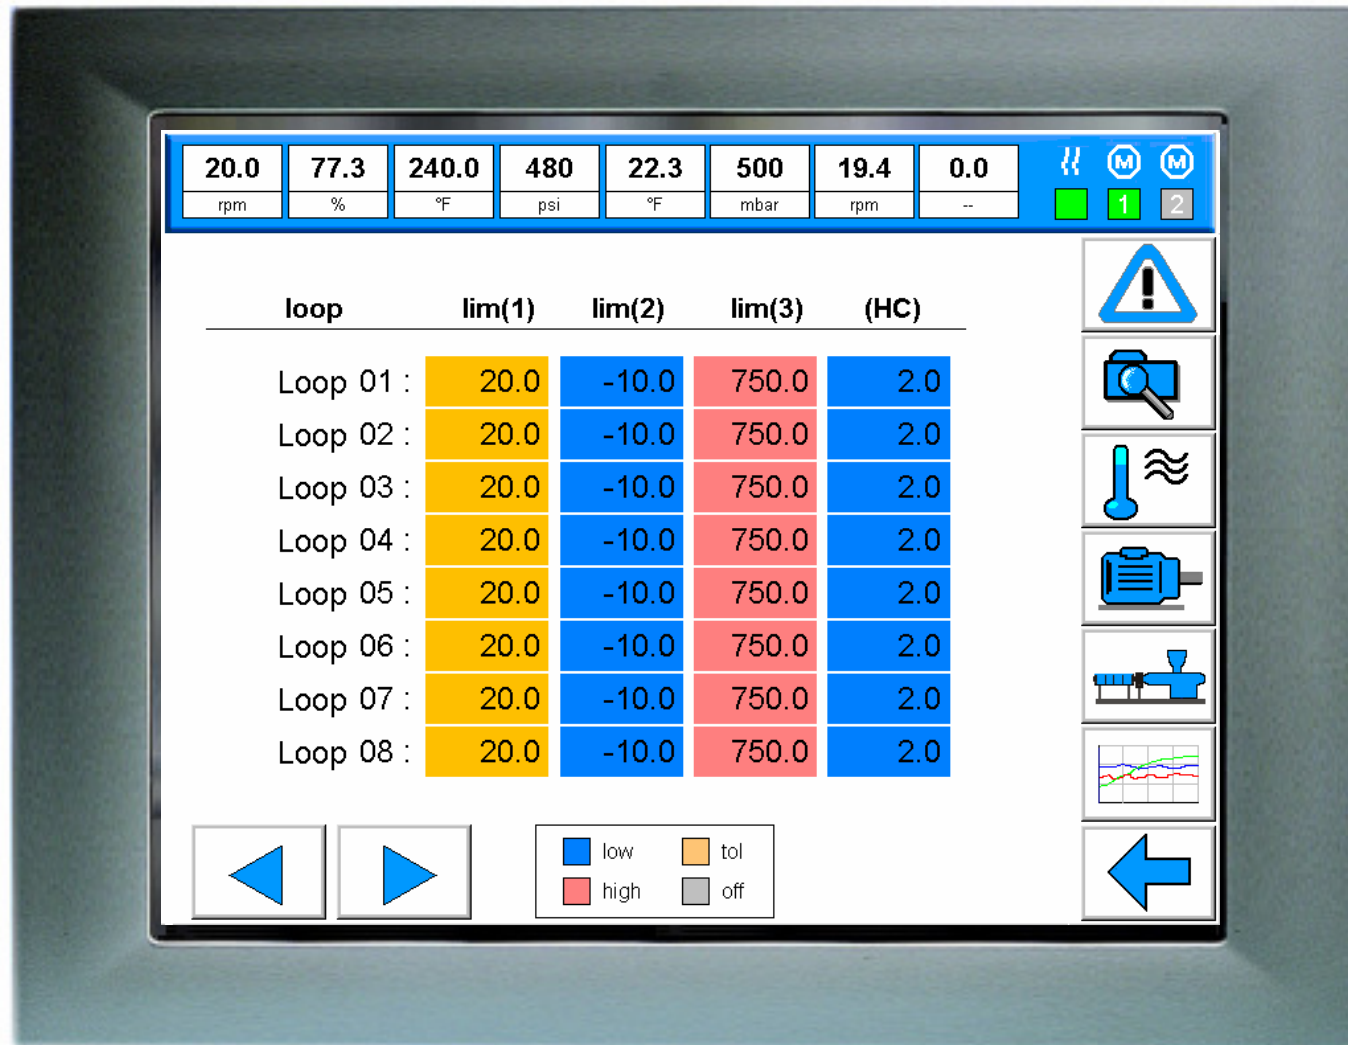 20.0 77.3 240.0 480 22.3 500 19.4 0.0 M M
rpm % °F psi °F mbar rpm -- 1 2
loop lim(1) lim(2) lim(3) (HC)
Loop 01 : 20.0 -10.0 750.0 2.0
Loop 02 : 20.0 -10.0 750.0 2.0
Loop 03 : 20.0 -10.0 750.0 2.0
Loop 04 : 20.0 -10.0 750.0 2.0
Loop 05 : 20.0 -10.0 750.0 2.0
Loop 06 : 20.0 -10.0 750.0 2.0
Loop 07 : 20.0 -10.0 750.0 2.0
Loop 08 : 20.0 -10.0 750.0 2.0
low tol
high off